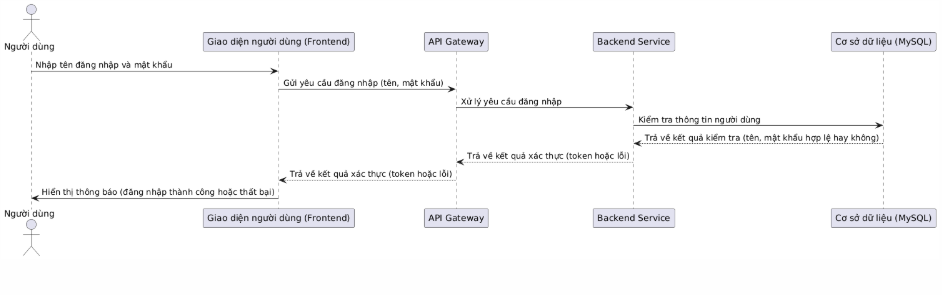 Người dùng
Giao diện người dùng (Frontend)
API Gateway
Backend Service
Cơ sở dữ liệu (MySQL)
Nhập tên đăng nhập và mật khẩu
Gửi yêu cầu đăng nhập (tên, mật khẩu)
Xử lý yêu cầu đăng nhập
Kiểm tra thông tin người dùng
Trả về kết quả kiểm tra (tên, mật khẩu hợp lệ hay không)
Trả về kết quả xác thực (token hoặc lỗi)
Trả về kết quả xác thực (token hoặc lỗi)
Hiển thị thông báo (đăng nhập thành công hoặc thất bại)
Người dùng
Giao diện người dùng (Frontend)
API Gateway
Backend Service
Cơ sở dữ liệu (MySQL)